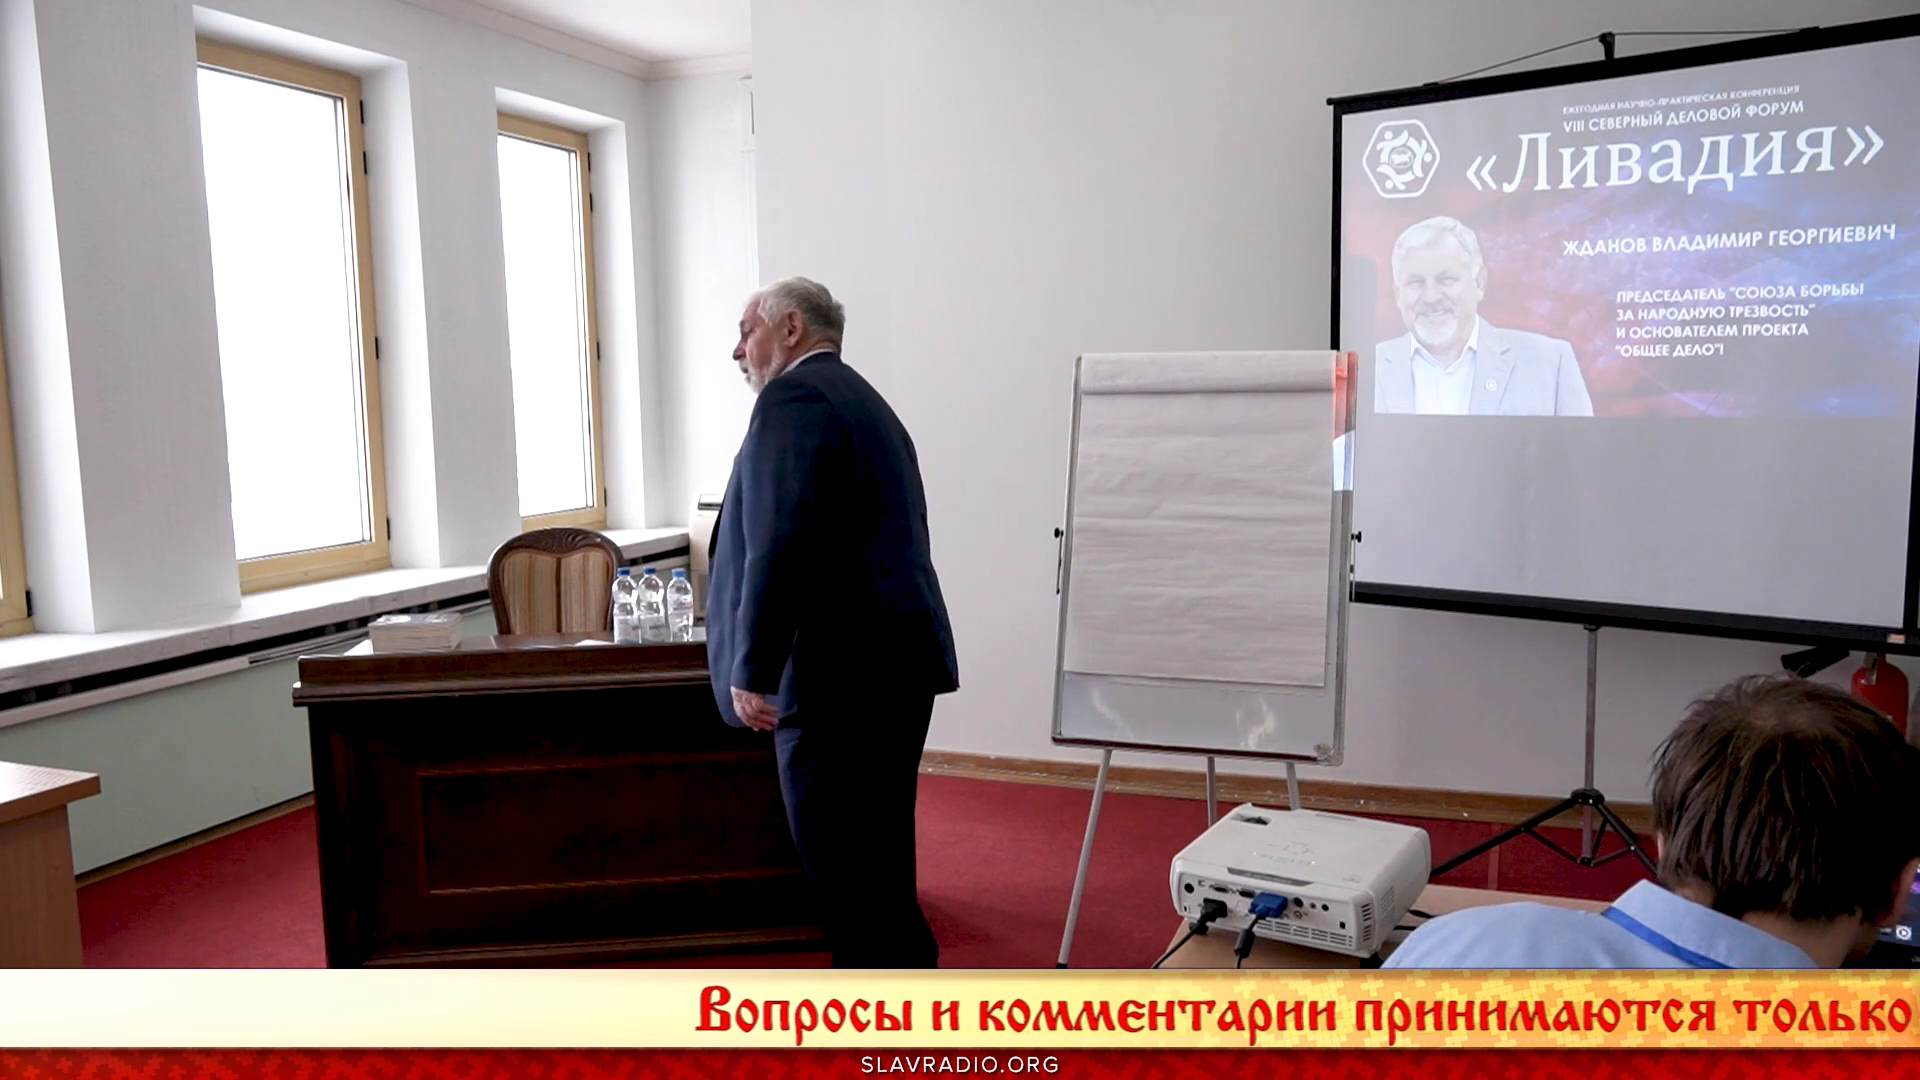 ЕЖЕГОДНАЯ НАУЧНО-ПРАКТИЧЕСКАЯ КОНФЕРЕНЦИЯ
VIII СЕВЕРНЫЙ ДЕЛОВОЙ ФОРУМ
«Ливадия»
ЖДАНОВ ВЛАДИМИР ГЕОРГИЕВИЧ
ПРЕДСЕДАТЕЛЬ "СОЮЗА БОРЬБЫ
ЗА НАРОДНУЮ ТРЕЗВОСТЬ"
И ОСНОВАТЕЛЕМ ПРОЕКТА
"ОБЩЕЕ ДЕЛО"!
Вопросы и комментарии принимаются только
SLAVRADIO.ORG